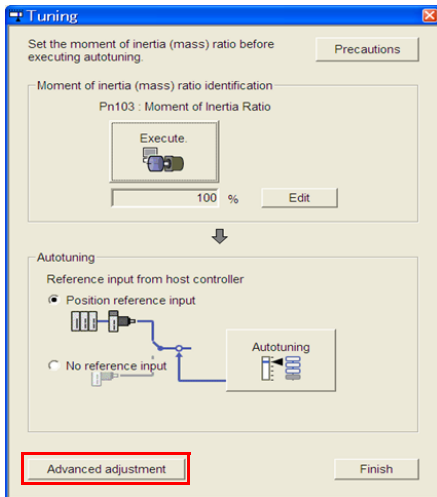 Tuning
Set the moment of inertia (mass) ratio before
executing autotuning.
Precautions
Moment of inertia (mass) ratio identification
Pn103 : Moment of Inertia Ratio
Execute.
100 %
Edit
Autotuning
Reference input from host controller
Position reference input
No reference input
Autotuning
Advanced adjustment
Finish